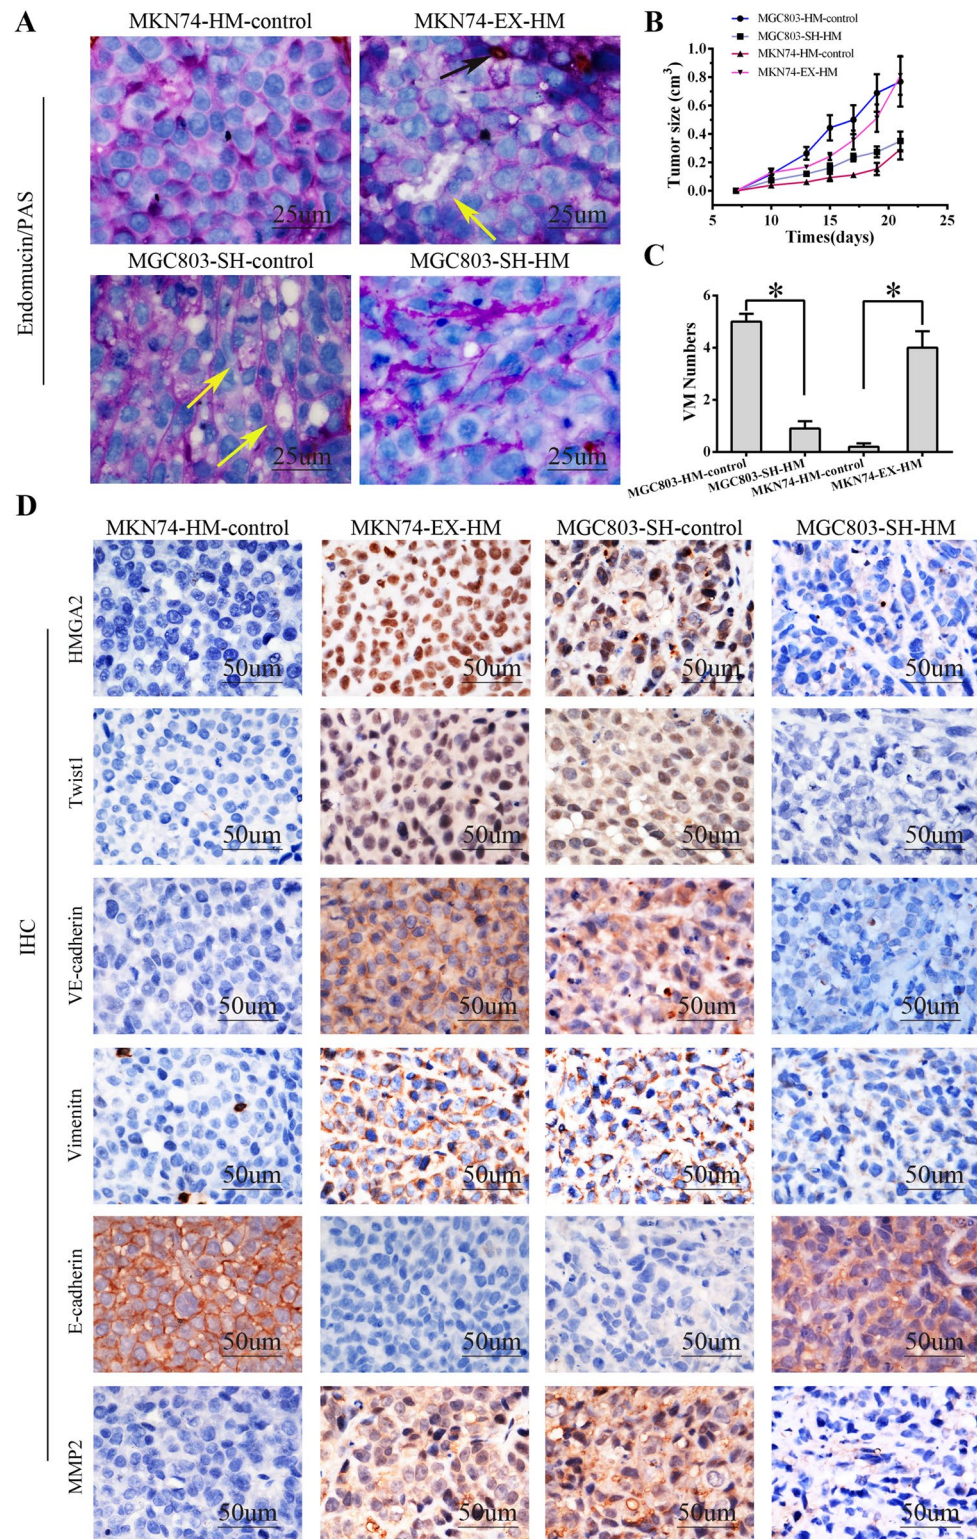 A
MKN74-HM-control
MKN74-EX-HM
25um
25um
MGC803-SH-control
MGC803-SH-HM
25um
25um
Endomucin/PAS
B
MGC803-HM-control
MGC803-SH-HM
MKN74-HM-control
MKN74-EX-HM
Tumor size (cm3)
1.0
0.8
0.6
0.4
0.2
0.0
5
10
15
20
25
Times(days)
C
VM Numbers
6
4
2
0
*
*
MGC803-HM-control
MGC803-SH-HM
MKN74-HM-control
MKN74-EX-HM
D
MKN74-HM-control
MKN74-EX-HM
MGC803-SH-control
MGC803-SH-HM
IHC
HMGA2
50um
50um
50um
50um
Twist1
50um
50um
50um
50um
VE-cadherin
50um
50um
50um
50um
Vimenitn
50um
50um
50um
50um
E-cadherin
50um
50um
50um
50um
MMP2
50um
50um
50um
50um